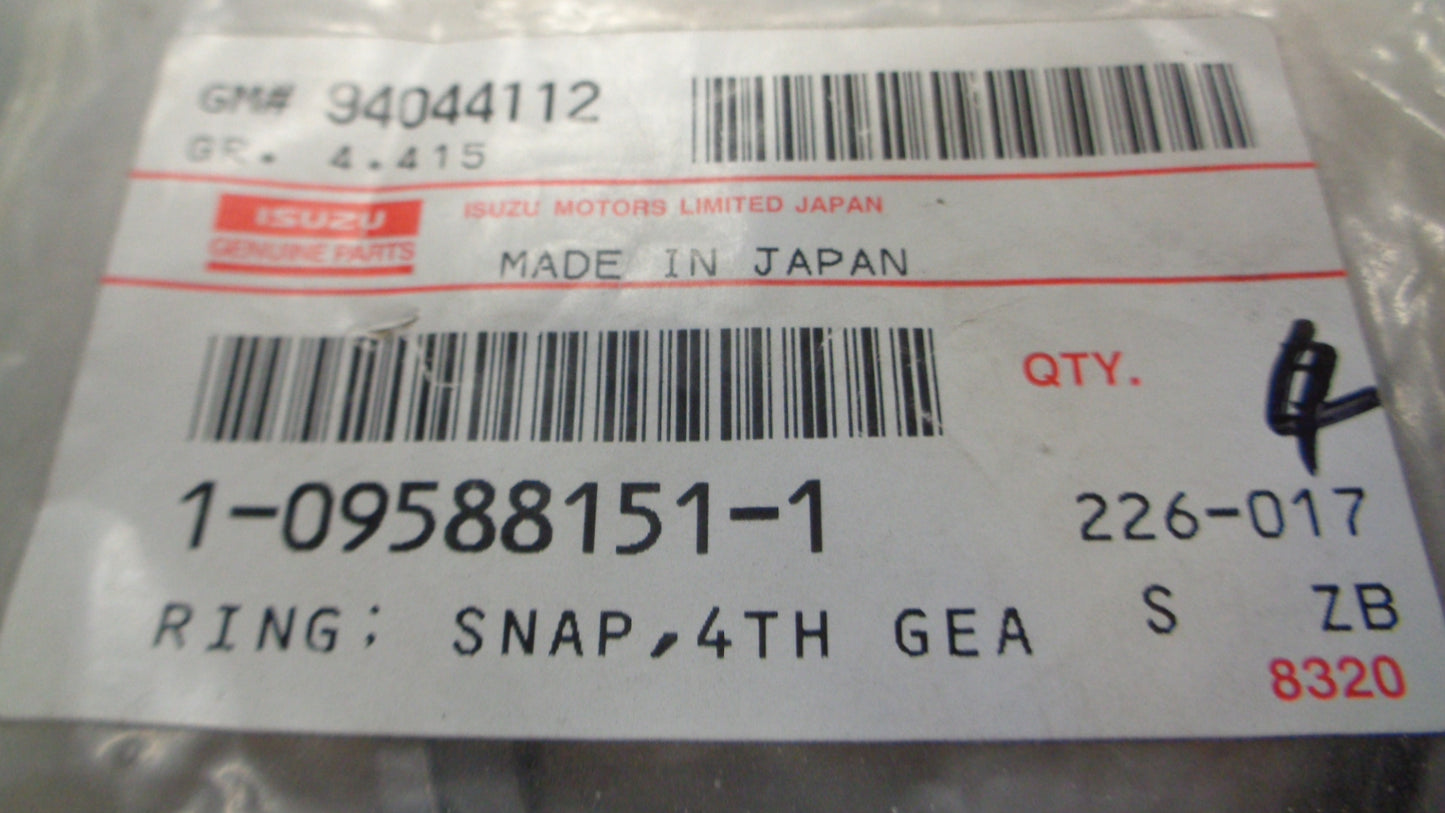 GM# 94044112
GR. 4.415
ISUZU
GENUINE PARTS
ISUZU MOTORS LIMITED JAPAN
MADE IN JAPAN
QTY.
1-09588151-1
226-017
RING; SNAP,4TH GEA
S ZB
8320